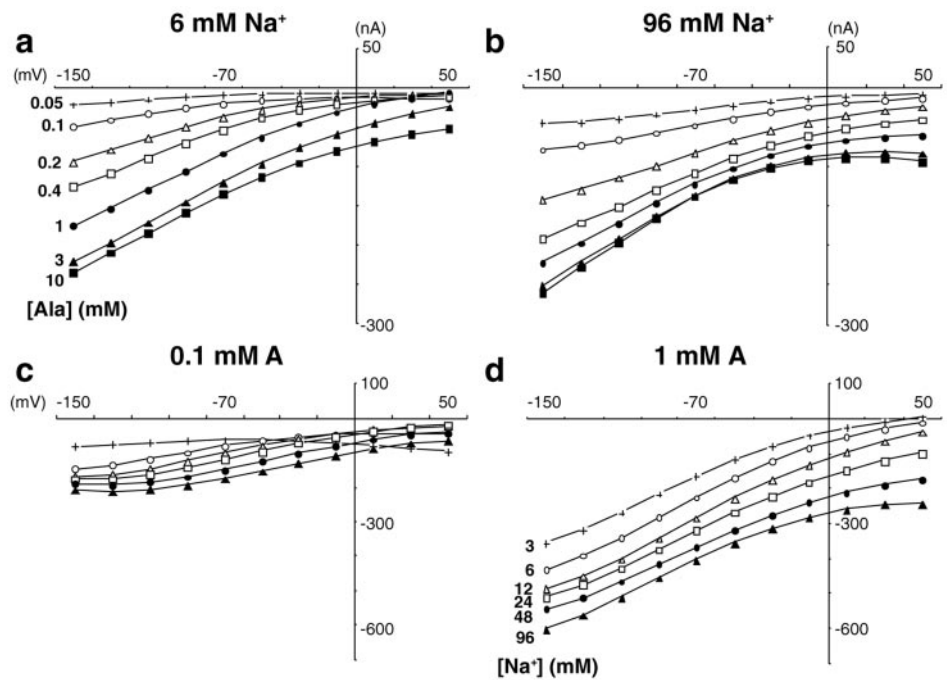 6 mM Na⁺
96 mM Na⁺
a
(nA)
50
(mV)
-150
-70
50
0.05
0.1
0.2
0.4
1
3
10
[Ala] (mM)
-300
b
(nA)
50
-150
-70
50
-300
0.1 mM A
1 mM A
c
100
(mV)
-150
-70
50
-300
-600
d
100
-150
-70
50
3
6
12
24
48
96
-300
-600
[Na⁺] (mM)